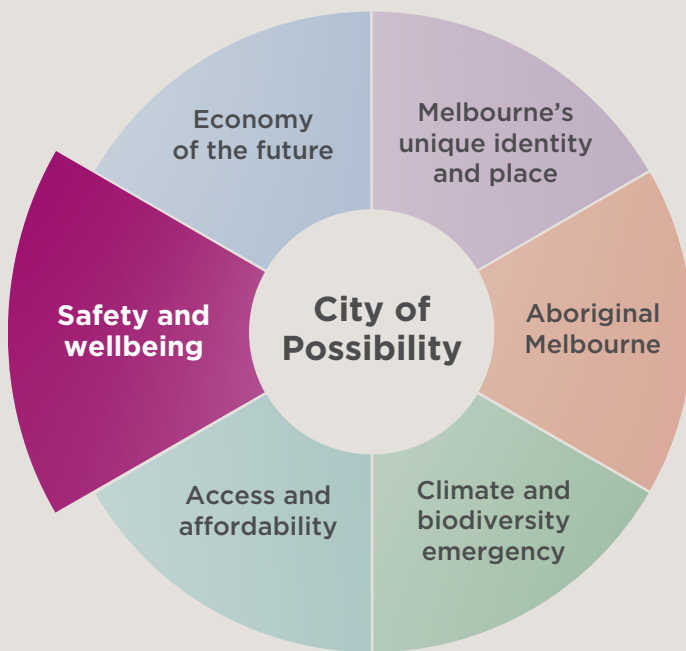 Economy
of the future
Melbourne’s
unique identity
and place
Safety and
wellbeing
City of
Possibility
Aboriginal
Melbourne
Access and
affordability
Climate and
biodiversity
emergency